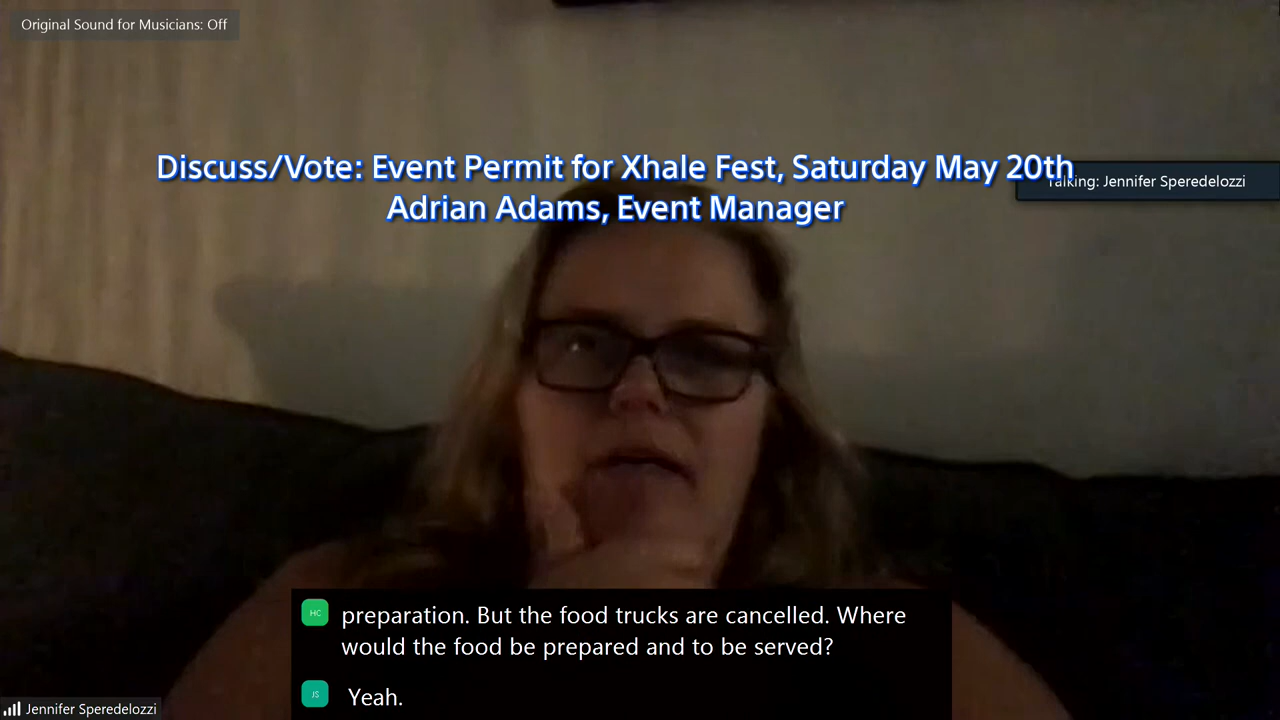 Original Sound for Musicians: Off
Discuss/Vote: Event Permit for Xhale Fest, Saturday May 20th
Talking: Jennifer Speredelozzi
Adrian Adams, Event Manager
HC
preparation. But the food trucks are cancelled. Where
would the food be prepared and to be served?
JS
Yeah.
Jennifer Speredelozzi